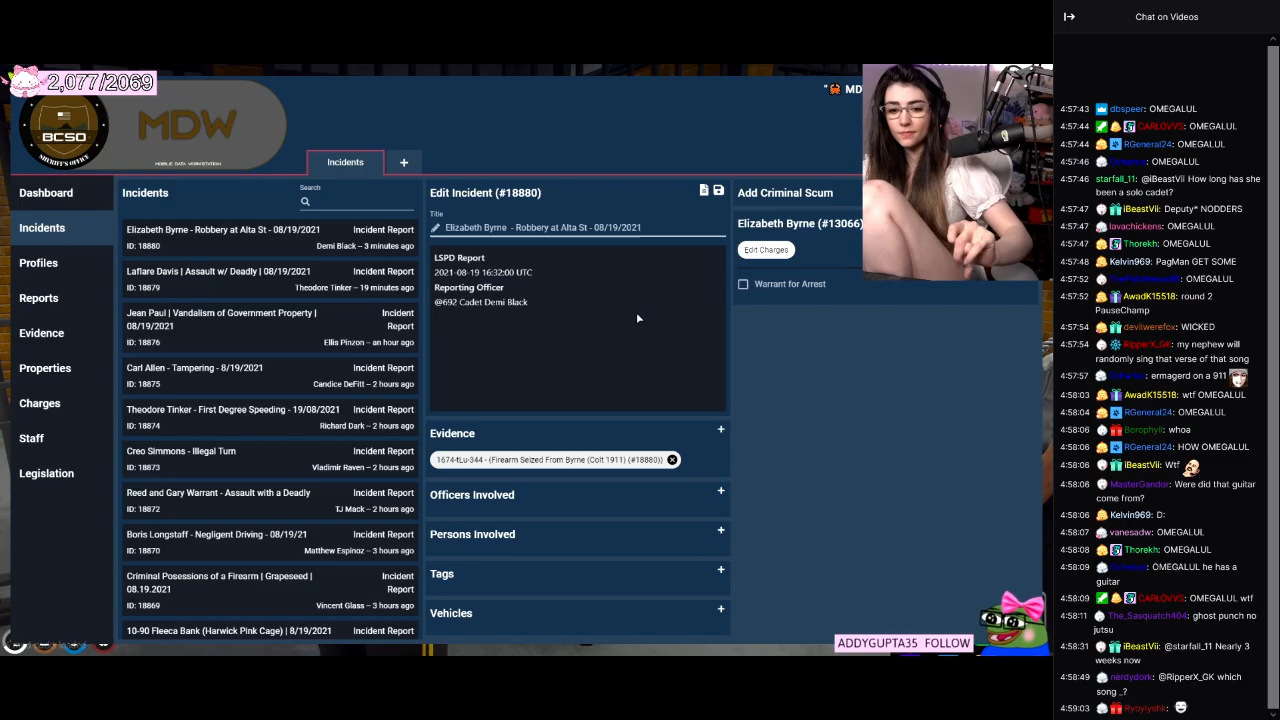 Chat on Videos
2,077/2069
BCSO
SHERIFF'S OFFICE
MDW
MOBILE DATA WORKSTATION
" 🦀 MD
Incidents
+
Dashboard
Incidents
Profiles
Reports
Evidence
Properties
Charges
Staff
Legislation
Incidents
Search
Elizabeth Byrne - Robbery at Alta St - 08/19/2021 Incident Report
ID: 18880 Demi Black – 3 minutes ago
Laflare Davis | Assault w/ Deadly | 08/19/2021 Incident Report
ID: 18879 Theodore Tinker – 19 minutes ago
Jean Paul | Vandalism of Government Property | Incident
08/19/2021 Report
ID: 18876 Ellis Pinzon – an hour ago
Carl Allen - Tampering - 8/19/2021 Incident Report
ID: 18875 Candice DeFitt – 2 hours ago
Theodore Tinker - First Degree Speeding - 19/08/2021 Incident Report
ID: 18874 Richard Dark – 2 hours ago
Creo Simmons - Illegal Turn Incident Report
ID: 18873 Vladimir Raven – 2 hours ago
Reed and Gary Warrant - Assault with a Deadly Incident Report
ID: 18872 TJ Mack – 2 hours ago
Boris Longstaff - Negligent Driving - 08/19/21 Incident Report
ID: 18870 Matthew Espinoz – 3 hours ago
Criminal Posessions of a Firearm | Grapeseed | Incident
08.19.2021 Report
ID: 18869 Vincent Glass – 3 hours ago
10-90 Fleeca Bank (Harwick Pink Cage) | 8/19/2021 Incident Report
Edit Incident (#18880)
Title
Elizabeth Byrne - Robbery at Alta St - 08/19/2021
LSPD Report
2021-08-19 16:32:00 UTC
Reporting Officer
@692 Cadet Demi Black
Evidence +
1674-tLu-344 - (Firearm Seized From Byrne (Colt 1911) (#18880))
Officers Involved +
Persons Involved +
Tags +
Vehicles +
Add Criminal Scum
Elizabeth Byrne (#13066)
Edit Charges
Warrant for Arrest
ADDYGUPTA35 FOLLOW
4:57:43 dbspeer: OMEGALUL
4:57:44 CARLOVVS: OMEGALUL
4:57:44 RGeneral24: OMEGALUL
4:57:46 OMEGALUL
4:57:46 starfall_11: @iBeastVii How long has she
been a solo cadet?
4:57:47 iBeastVii: Deputy* NODDERS
4:57:47 lavachickens: OMEGALUL
4:57:47 Thorekh: OMEGALUL
4:57:48 Kelvin969: PagMan GET SOME
4:57:52 OMEGALUL
4:57:52 AwadK15518: round 2
PauseChamp
4:57:54 devilwerefox: WICKED
4:57:54 RipperX_GK: my nephew will
randomly sing that verse of that song
4:57:57 ermagerd on a 911
4:58:03 AwadK15518: wtf OMEGALUL
4:58:04 RGeneral24: OMEGALUL
4:58:06 Borophyll: whoa
4:58:06 RGeneral24: HOW OMEGALUL
4:58:06 iBeastVii: Wtf
4:58:06 MasterGandor: Were did that guitar
come from?
4:58:06 Kelvin969: D:
4:58:07 vanesadw: OMEGALUL
4:58:08 Thorekh: OMEGALUL
4:58:09 OMEGALUL he has a
guitar
4:58:09 CARLOVVS: OMEGALUL wtf
4:58:11 The_Sasquatch404: ghost punch no
jutsu
4:58:31 iBeastVii: @starfall_11 Nearly 3
weeks now
4:58:49 nerdydork: @RipperX_GK which
song _?
4:59:03 Rybylyshk: